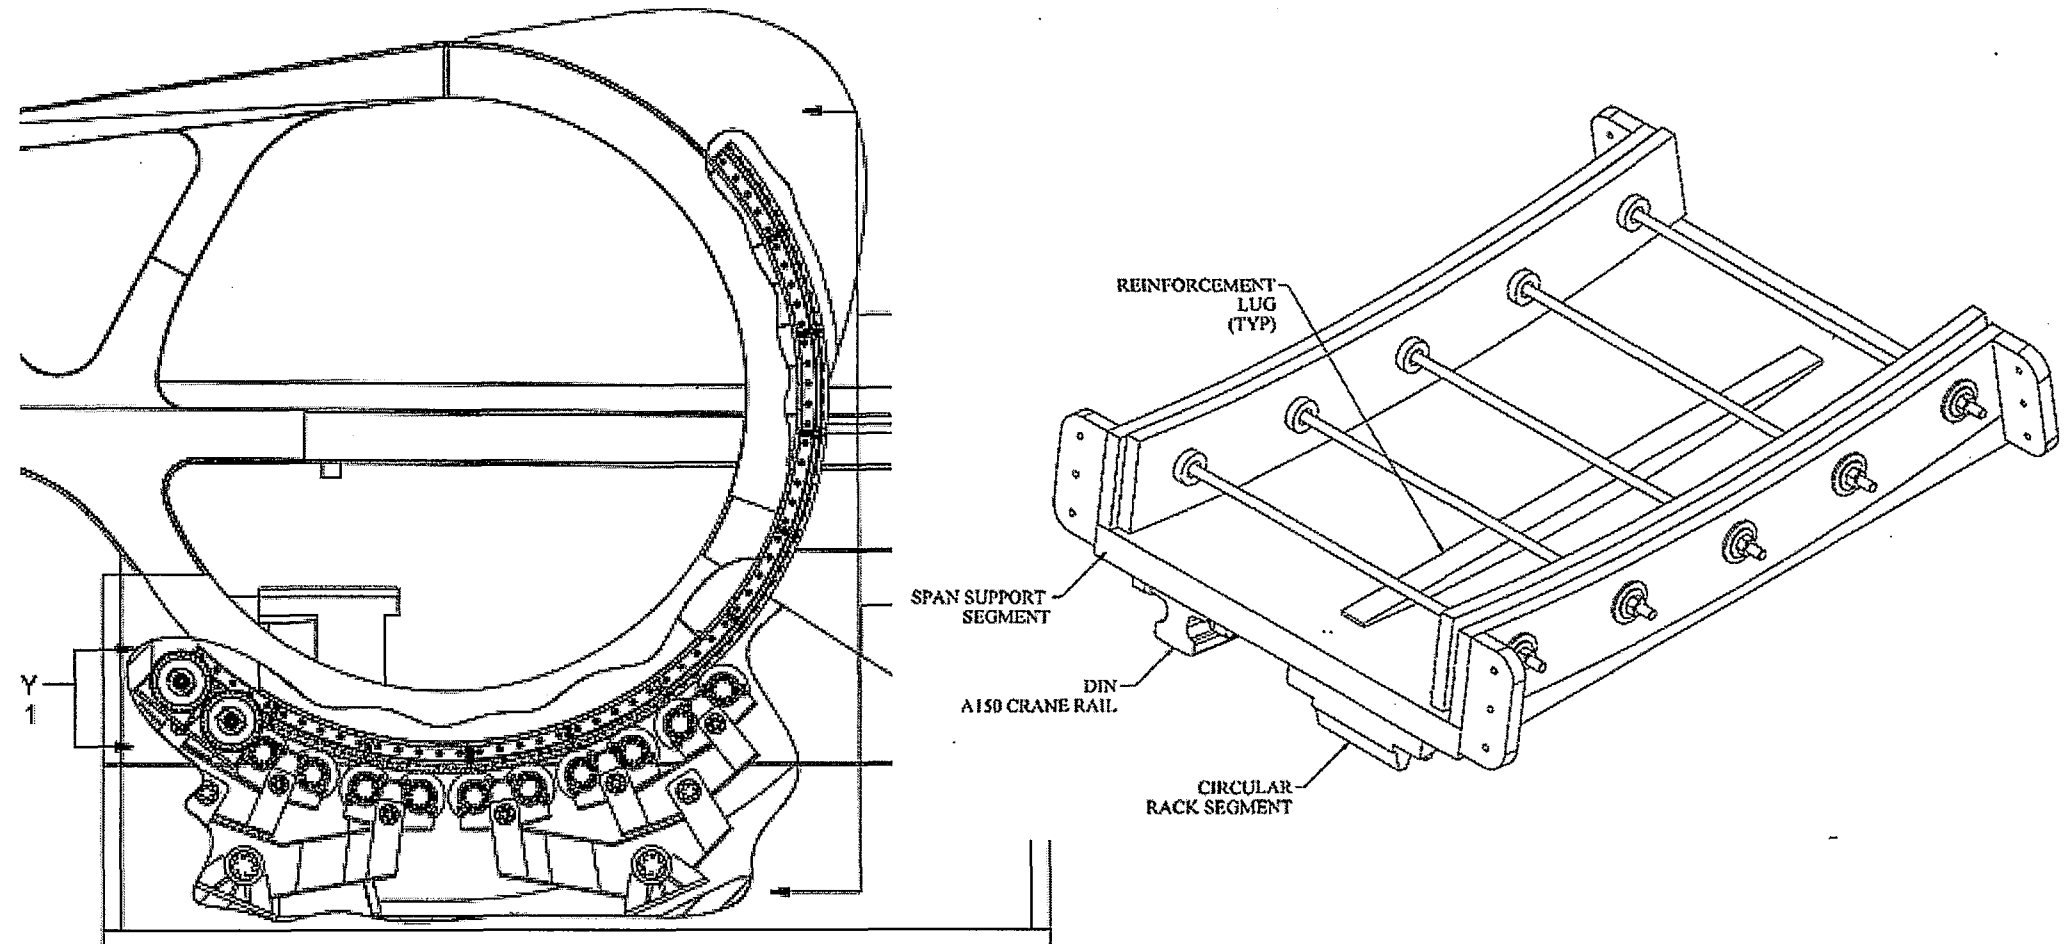 Y
1
REINFORCEMENT
LUG
(TYP)
SPAN SUPPORT
SEGMENT
DIN
A150 CRANE RAIL
CIRCULAR
RACK SEGMENT